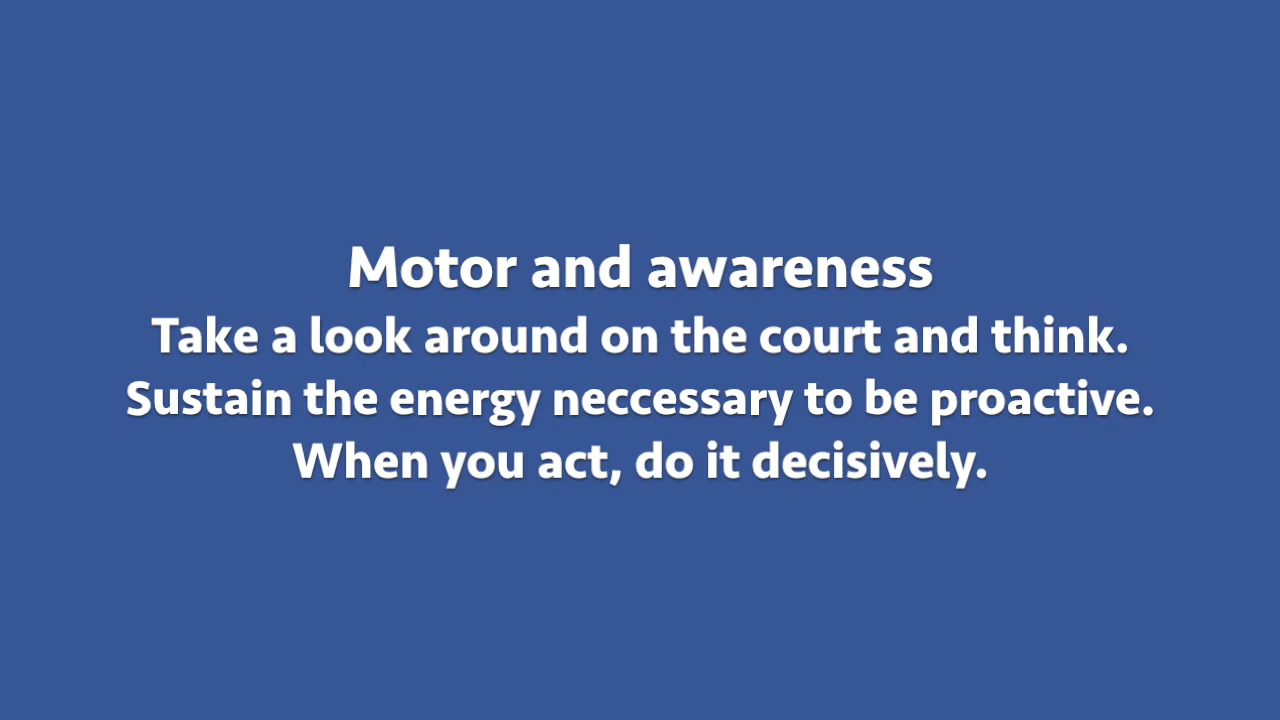 Motor and awareness
Take a look around on the court and think.
Sustain the energy neccessary to be proactive.
When you act, do it decisively.